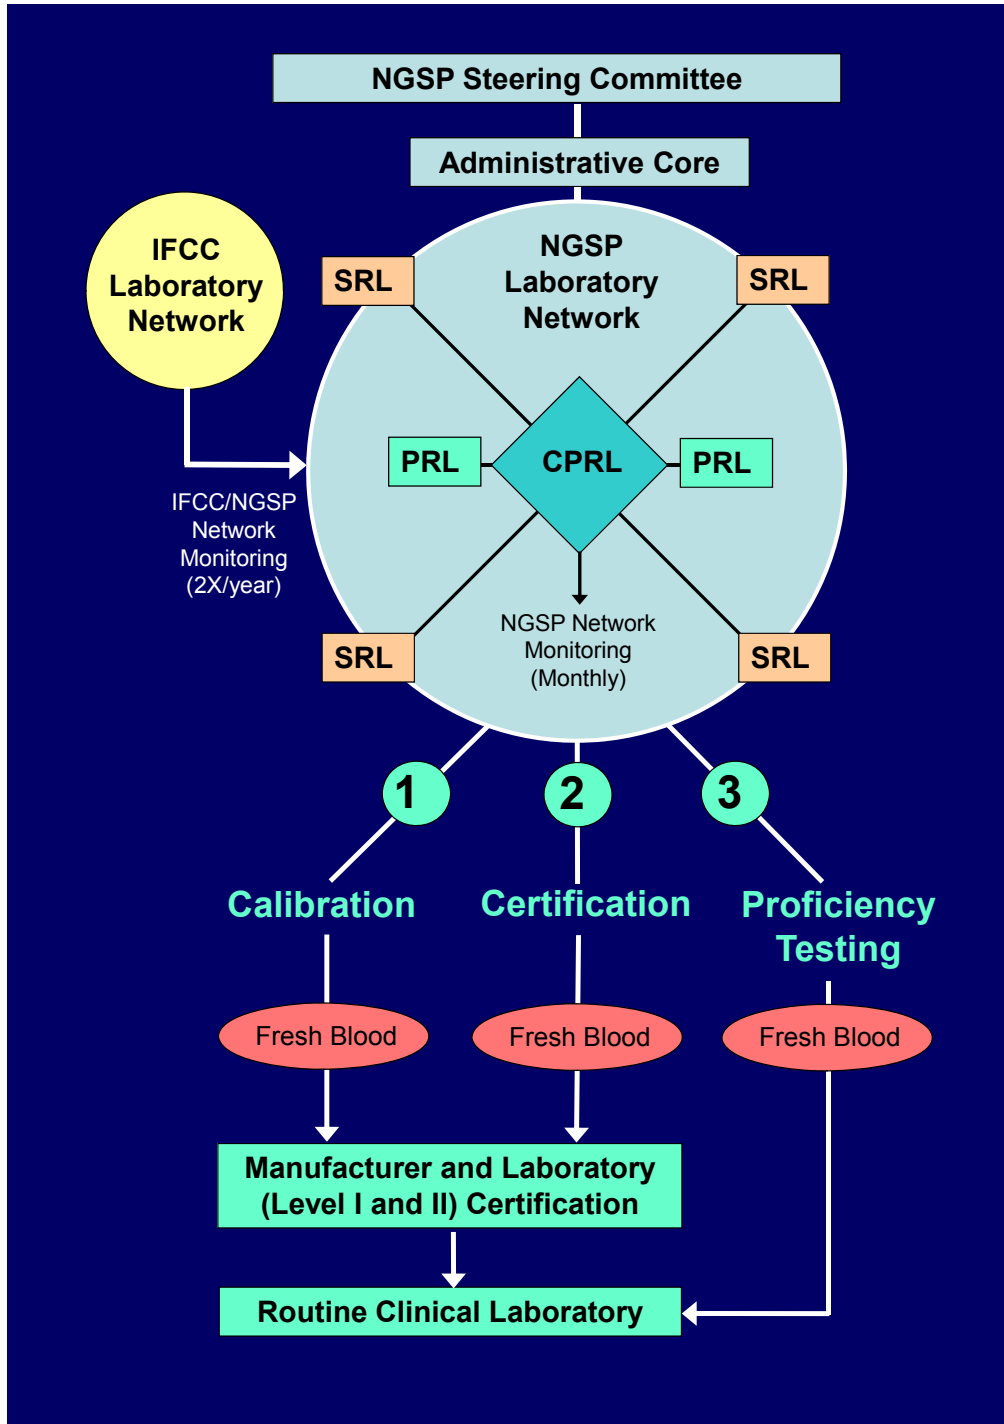 NGSP Steering Committee
Administrative Core
IFCC
Laboratory
Network
NGSP
Laboratory
Network
SRL
SRL
PRL
CPRL
PRL
IFCC/NGSP
Network
Monitoring
(2X/year)
NGSP Network
Monitoring
(Monthly)
SRL
SRL
1
2
3
Calibration
Certification
Proficiency
Testing
Fresh Blood
Fresh Blood
Fresh Blood
Manufacturer and Laboratory
(Level I and II) Certification
Routine Clinical Laboratory